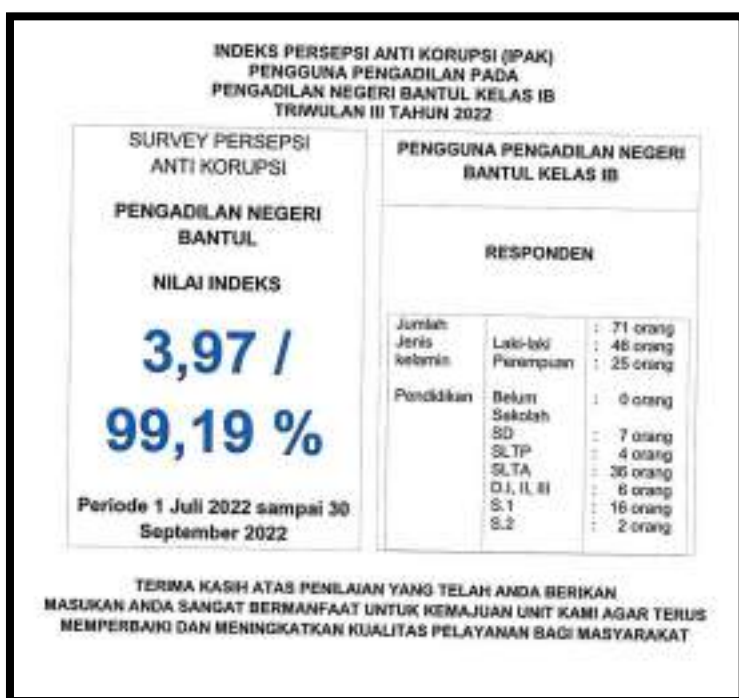 INDEKS PERSEPSI ANTI KORUPSI (IPAK)
PENGGUNA PENGADILAN PADA
PENGADILAN NEGERI BANTUL KELAS IB
TRIWULAN III TAHUN 2022
SURVEY PERSEPSI
ANTI KORUPSI
PENGADILAN NEGERI
BANTUL
NILAI INDEKS
3,97 /
99,19 %
Periode 1 Juli 2022 sampai 30
September 2022
PENGGUNA PENGADILAN NEGERI
BANTUL KELAS IB
RESPONDEN
Jumlah : 71 orang
Jenis Laki-laki : 46 orang
kelamin Perempuan : 25 orang
Pendidikan Belum : 0 orang
Sekolah
SD : 7 orang
SLTP : 4 orang
SLTA : 36 orang
D.I, II, III : 6 orang
S.1 : 16 orang
S.2 : 2 orang
TERIMA KASIH ATAS PENILAIAN YANG TELAH ANDA BERIKAN
MASUKAN ANDA SANGAT BERMANFAAT UNTUK KEMAJUAN UNIT KAMI AGAR TERUS
MEMPERBAIKI DAN MENINGKATKAN KUALITAS PELAYANAN BAGI MASYARAKAT